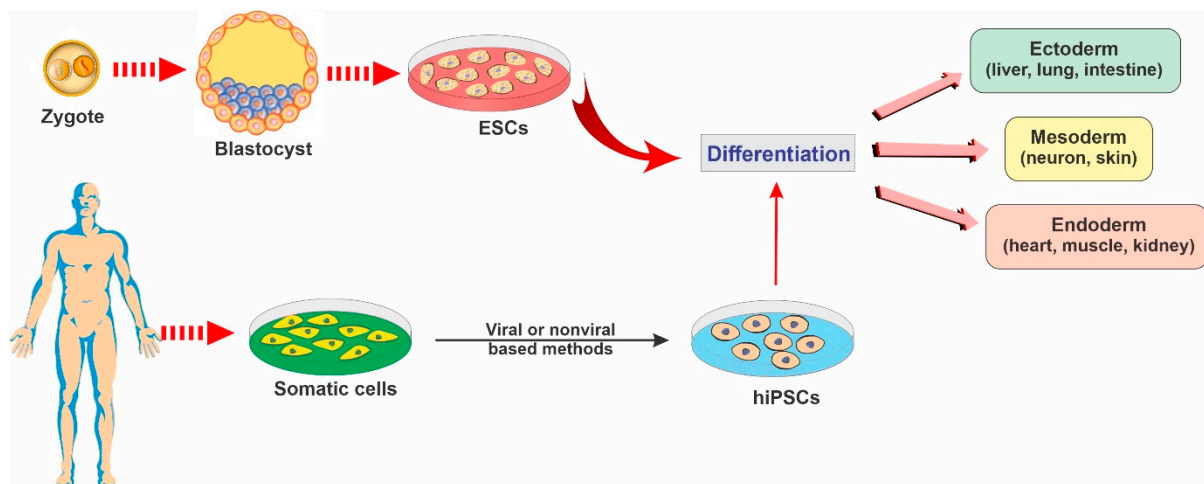 Zygote
Blastocyst
ESCs
Differentiation
Ectoderm
(liver, lung, intestine)
Mesoderm
(neuron, skin)
Endoderm
(heart, muscle, kidney)
Somatic cells
Viral or nonviral
based methods
hiPSCs